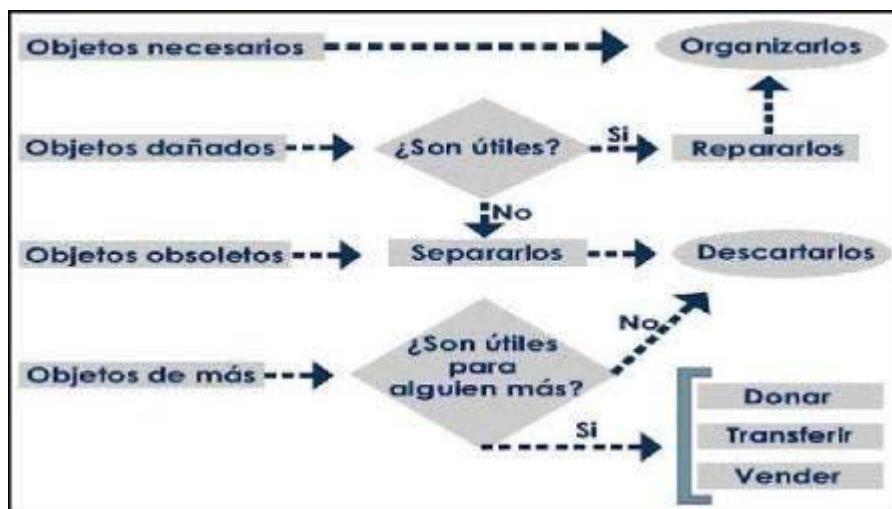 Objetos necesarios
Organizarlos
Objetos dañados
¿Son útiles?
Si
Repararlos
No
Objetos obsoletos
Separarlos
Descartarlos
Objetos de más
¿Son útiles
para
alguien más?
No
Si
Donar
Transferir
Vender